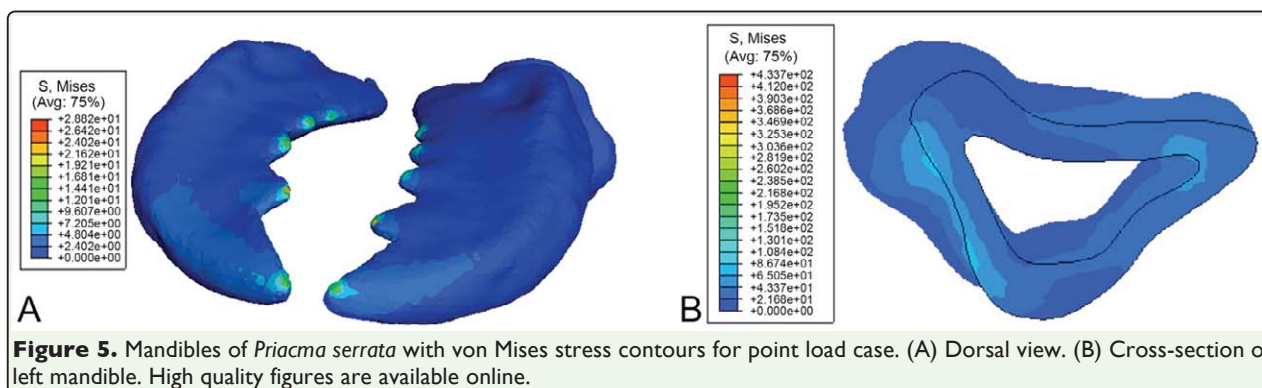 S, Mises
(Avg: 75%)
+2.882e+01
+2.642e+01
+2.402e+01
+2.162e+01
+1.921e+01
+1.681e+01
+1.441e+01
+1.201e+01
+9.607e+00
+7.205e+00
+4.804e+00
+2.402e+00
+0.000e+00
A
S, Mises
(Avg: 75%)
+4.337e+02
+4.120e+02
+3.903e+02
+3.686e+02
+3.469e+02
+3.253e+02
+3.036e+02
+2.819e+02
+2.602e+02
+2.385e+02
+2.168e+02
+1.952e+02
+1.735e+02
+1.518e+02
+1.301e+02
+1.084e+02
+8.674e+01
+6.505e+01
+4.337e+01
+2.168e+01
+0.000e+00
B
Figure 5. Mandibles of Priacma serrata with von Mises stress contours for point load case. (A) Dorsal view. (B) Cross-section o
left mandible. High quality figures are available online.